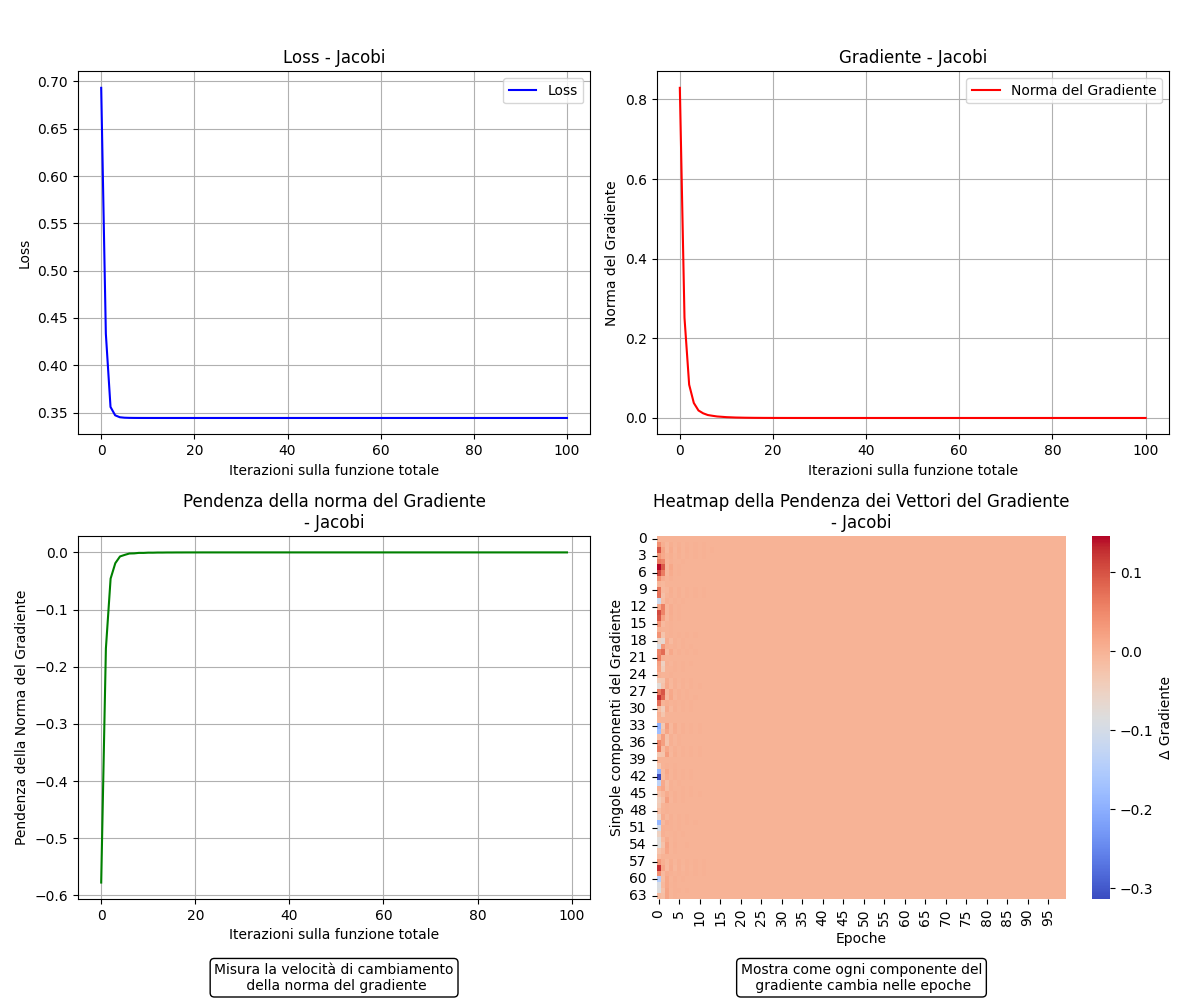 Loss - Jacobi
0.70
0.65
0.60
0.55
0.50
0.45
0.40
0.35
Loss
Loss
0 20 40 60 80 100
Iterazioni sulla funzione totale
Gradiente - Jacobi
0.8
0.6
0.4
0.2
0.0
Norma del Gradiente
Norma del Gradiente
0 20 40 60 80 100
Iterazioni sulla funzione totale
Pendenza della norma del Gradiente
- Jacobi
0.0
−0.1
−0.2
−0.3
−0.4
−0.5
−0.6
Pendenza della Norma del Gradiente
0 20 40 60 80 100
Iterazioni sulla funzione totale
Misura la velocità di cambiamento
della norma del gradiente
Heatmap della Pendenza dei Vettori del Gradiente
- Jacobi
0
3
6
9
12
15
18
21
24
27
30
33
36
39
42
45
48
51
54
57
60
63
Singole componenti del Gradiente
0 5 10 15 20 25 30 35 40 45 50 55 60 65 70 75 80 85 90 95
Epoche
0.1
0.0
−0.1
−0.2
−0.3
Δ Gradiente
Mostra come ogni componente del
gradiente cambia nelle epoche